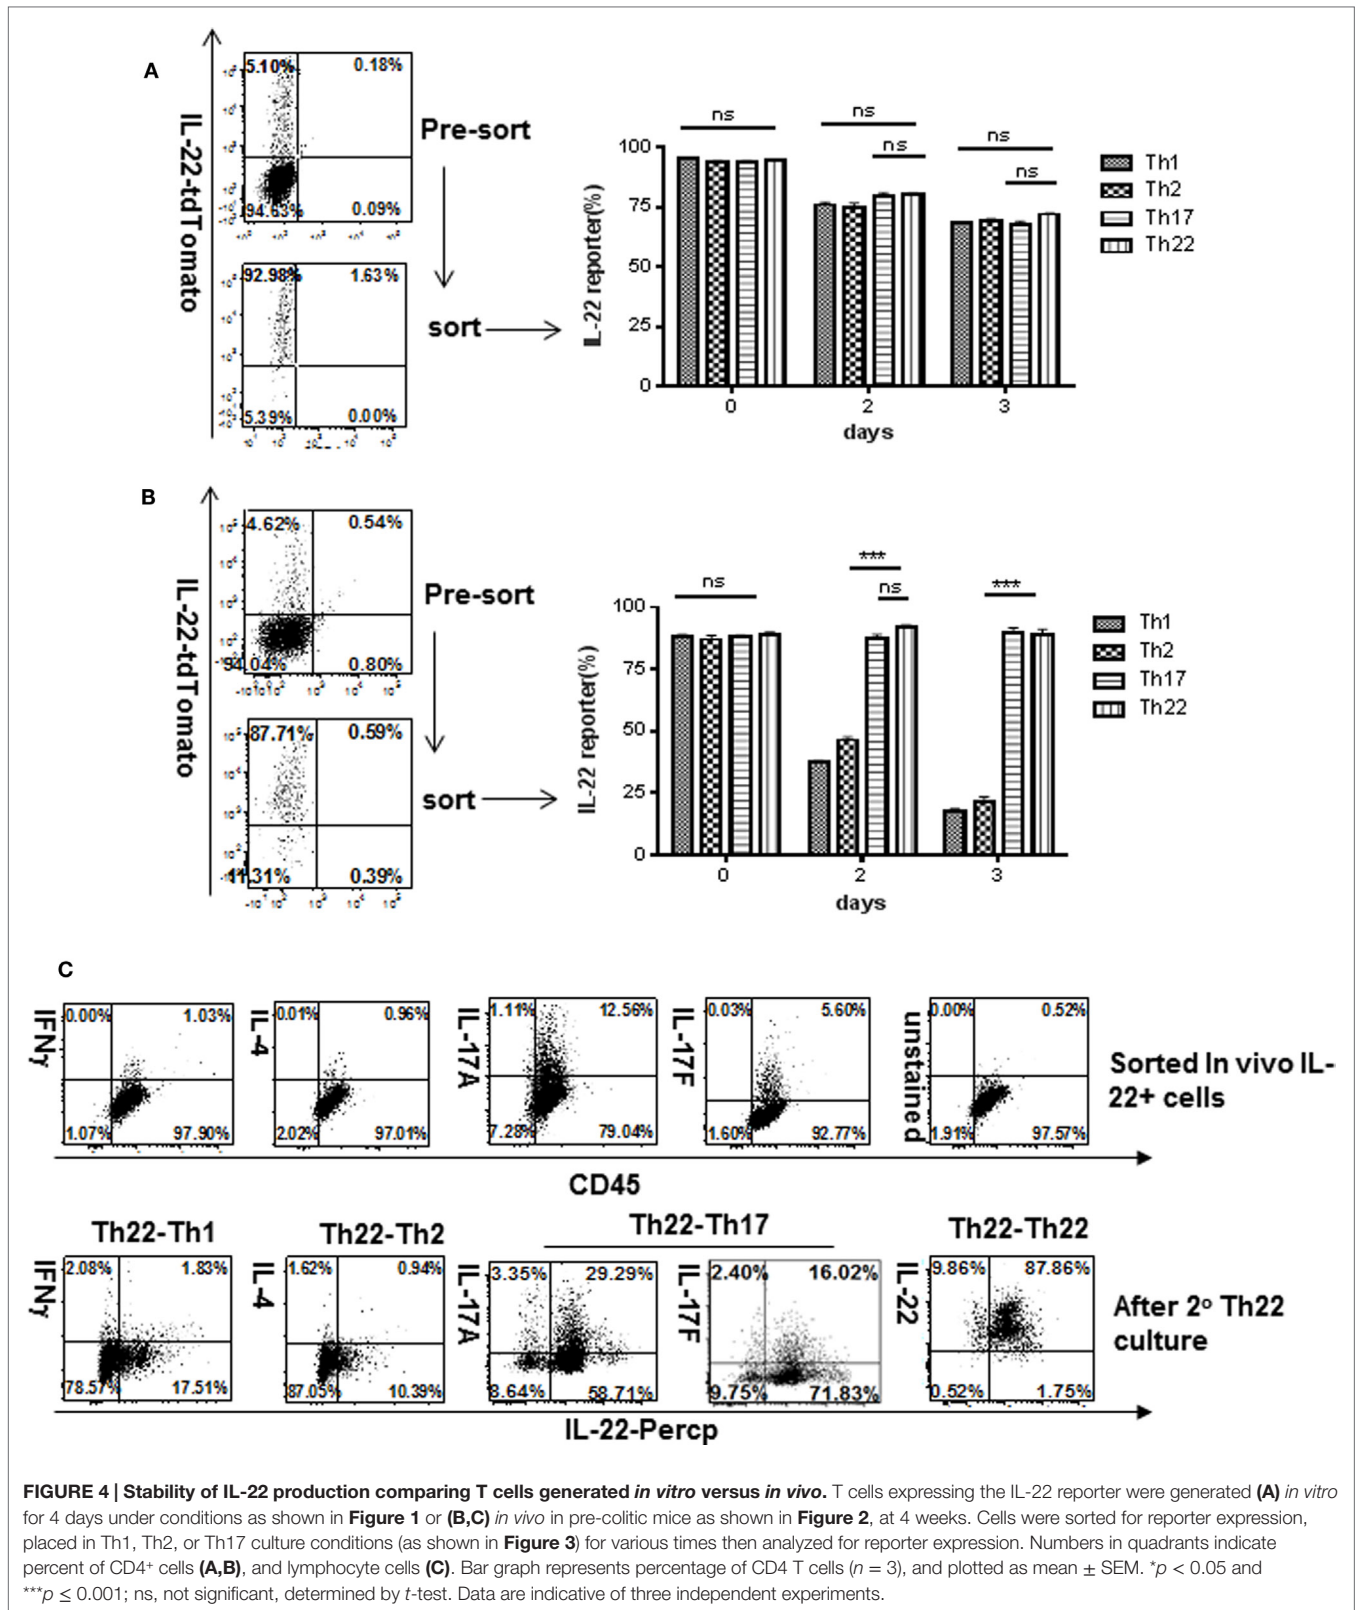 A
IL-22-tdTomato
5.10% 0.18%
94.63% 0.09%
Pre-sort
92.98% 1.63%
5.39% 0.00%
sort
IL-22 reporter(%)
100
75
50
25
0
ns
ns
ns
ns
ns
0 2 3
days
Th1
Th2
Th17
Th22
B
IL-22-tdTomato
4.62% 0.54%
94.04% 0.80%
Pre-sort
87.71% 0.59%
11.31% 0.39%
sort
IL-22 reporter(%)
100
75
50
25
0
ns
***
ns
***
0 2 3
days
Th1
Th2
Th17
Th22
C
IFNγ
0.00% 1.03%
1.07% 97.90%
IL-4
0.01% 0.96%
2.02% 97.01%
IL-17A
1.11% 12.56%
7.28% 79.04%
IL-17F
0.03% 5.60%
1.60% 92.77%
unstained
0.00% 0.52%
1.91% 97.57%
Sorted In vivo IL-
22+ cells
CD45
Th22-Th1
Th22-Th2
Th22-Th17
Th22-Th22
IFNγ
2.08% 1.83%
78.57% 17.51%
IL-4
1.62% 0.94%
87.05% 10.39%
IL-17A
3.35% 29.29%
8.64% 58.71%
IL-17F
2.40% 16.02%
9.75% 71.83%
IL-22
9.86% 87.86%
0.52% 1.75%
After 2º Th22
culture
IL-22-Percp
FIGURE 4 | Stability of IL-22 production comparing T cells generated in vitro versus in vivo. T cells expressing the IL-22 reporter were generated (A) in vitro
for 4 days under conditions as shown in Figure 1 or (B,C) in vivo in pre-colitic mice as shown in Figure 2, at 4 weeks. Cells were sorted for reporter expression,
placed in Th1, Th2, or Th17 culture conditions (as shown in Figure 3) for various times then analyzed for reporter expression. Numbers in quadrants indicate
percent of CD4⁺ cells (A,B), and lymphocyte cells (C). Bar graph represents percentage of CD4 T cells (n = 3), and plotted as mean ± SEM. *p < 0.05 and
***p ≤ 0.001; ns, not significant, determined by t-test. Data are indicative of three independent experiments.